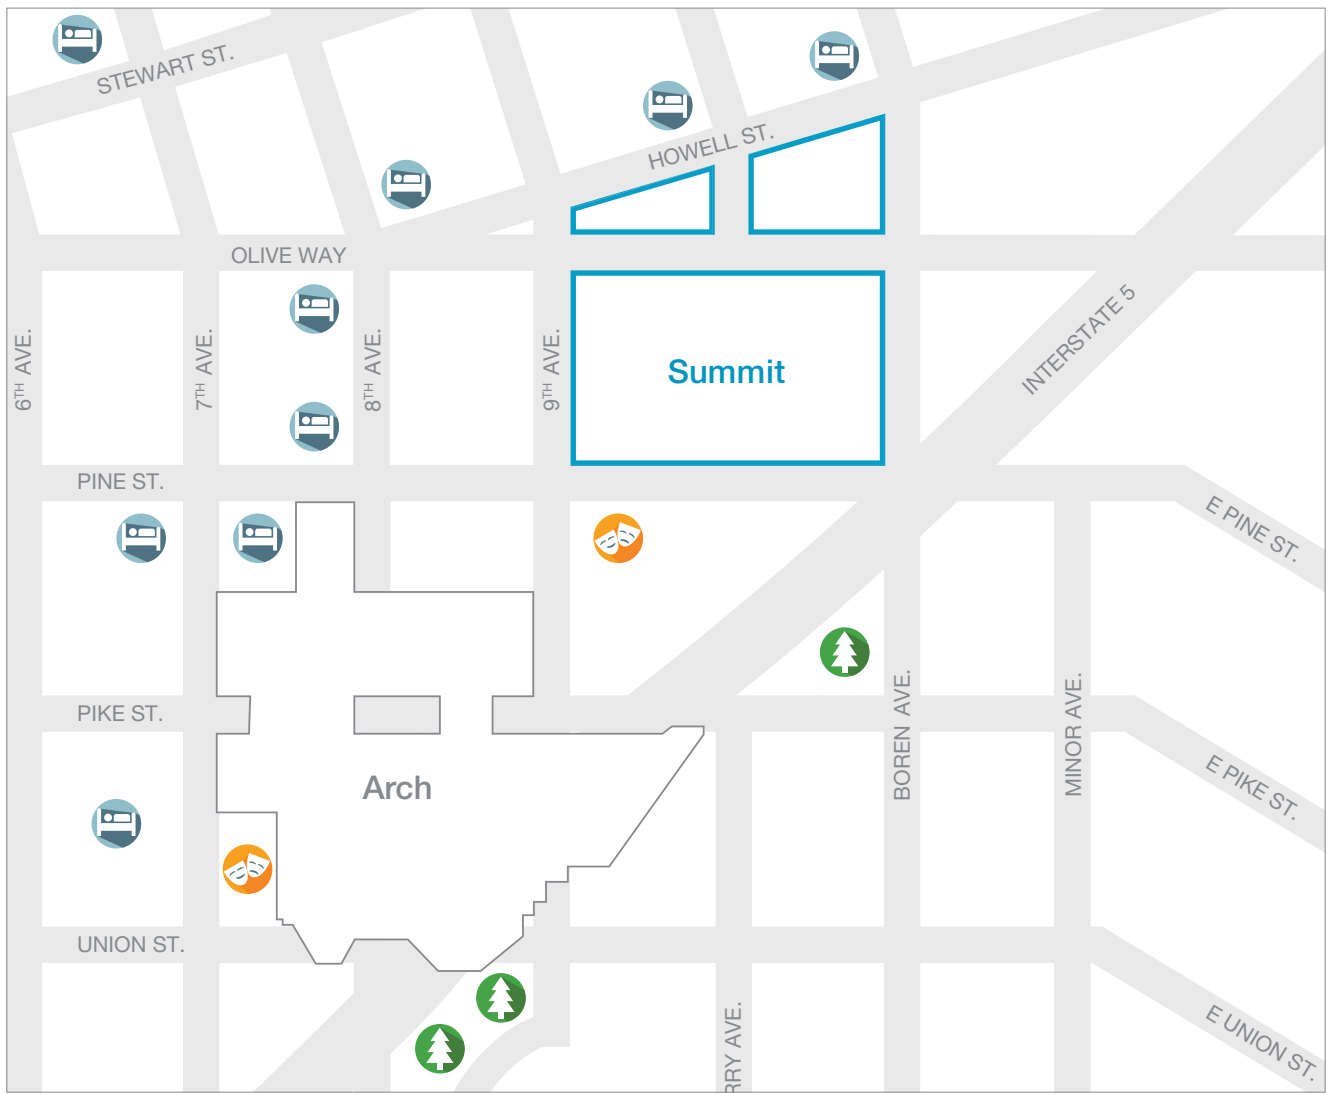 STEWART ST.
HOWELL ST.
OLIVE WAY
INTERSTATE 5
6TH AVE.
7TH AVE.
8TH AVE.
9TH AVE.
Summit
PINE ST.
E PINE ST.
PIKE ST.
BOREN AVE.
MINOR AVE.
E PIKE ST.
Arch
UNION ST.
RRY AVE.
E UNION ST.